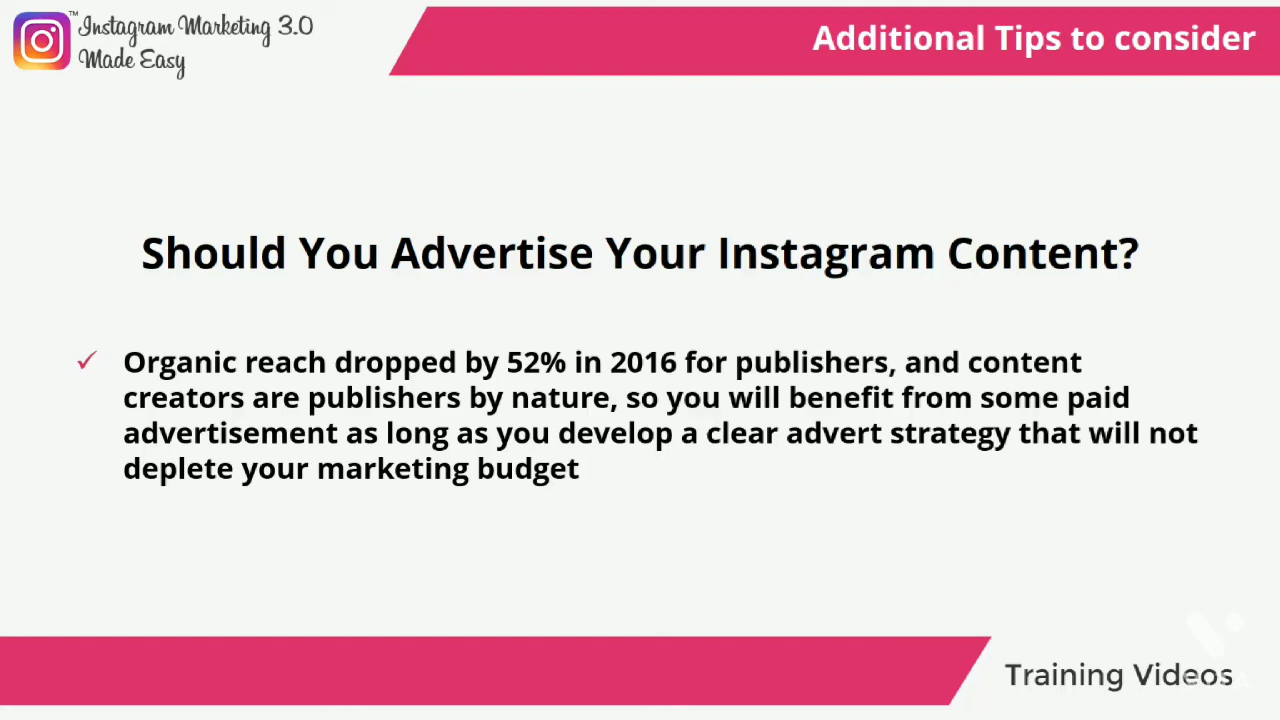 Instagram Marketing 3.0
Made Easy
™
Additional Tips to consider
Should You Advertise Your Instagram Content?
✓ Organic reach dropped by 52% in 2016 for publishers, and content
creators are publishers by nature, so you will benefit from some paid
advertisement as long as you develop a clear advert strategy that will not
deplete your marketing budget
Training Videos